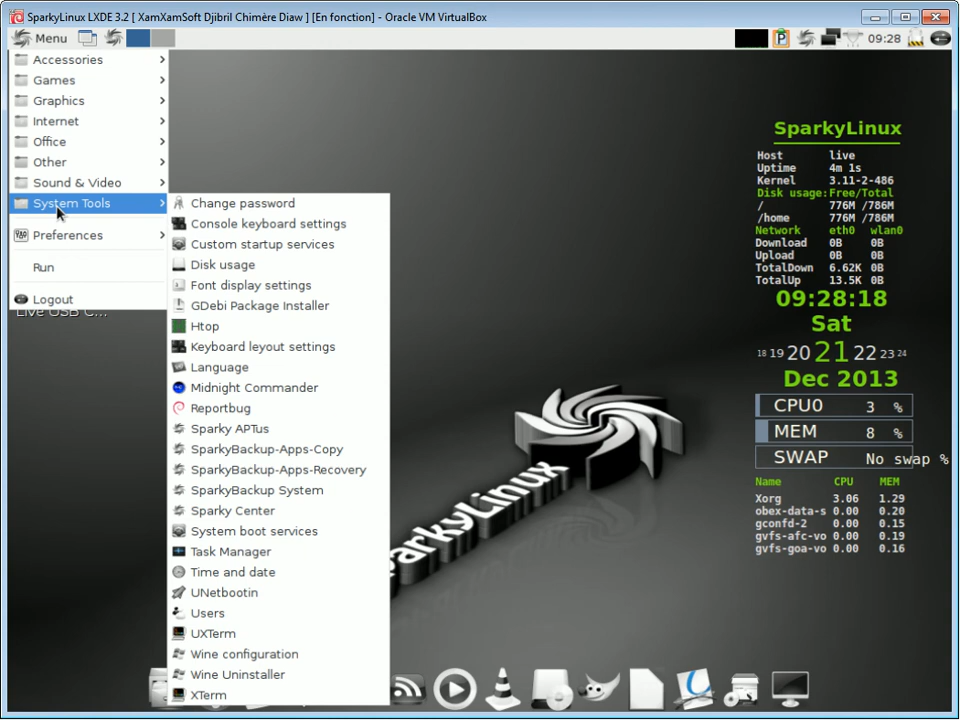 SparkyLinux LXDE 3.2 [ XamXamSoft Djibril Chimère Diaw ] [En fonction] - Oracle VM VirtualBox
Menu
P
09:28
Accessories
Games
Graphics
Internet
Office
Other
Sound & Video
System Tools
Preferences
Run
Logout
Live USB C...
Change password
Console keyboard settings
Custom startup services
Disk usage
Font display settings
GDebi Package Installer
Htop
Keyboard layout settings
Language
Midnight Commander
Reportbug
Sparky APTus
SparkyBackup-Apps-Copy
SparkyBackup-Apps-Recovery
SparkyBackup System
Sparky Center
System boot services
Task Manager
Time and date
UNetbootin
Users
UXTerm
Wine configuration
Wine Uninstaller
XTerm
SparkyLinux
Host live
Uptime 4m 1s
Kernel 3.11-2-486
Disk usage:Free/Total
/ 776M /786M
/home 776M /786M
Network eth0 wlan0
Download 0B 0B
Upload 0B 0B
TotalDown 6.62K 0B
TotalUp 13.5K 0B
09:28:18
Sat
18 19 20 21 22 23 24
Dec 2013
CPU0 3 %
MEM 8 %
SWAP No swap %
Name CPU MEM
Xorg 3.06 1.29
obex-data-s 0.00 0.20
gconfd-2 0.00 0.15
gvfs-afc-vo 0.00 0.19
gvfs-goa-vo 0.00 0.16
arkyLinux